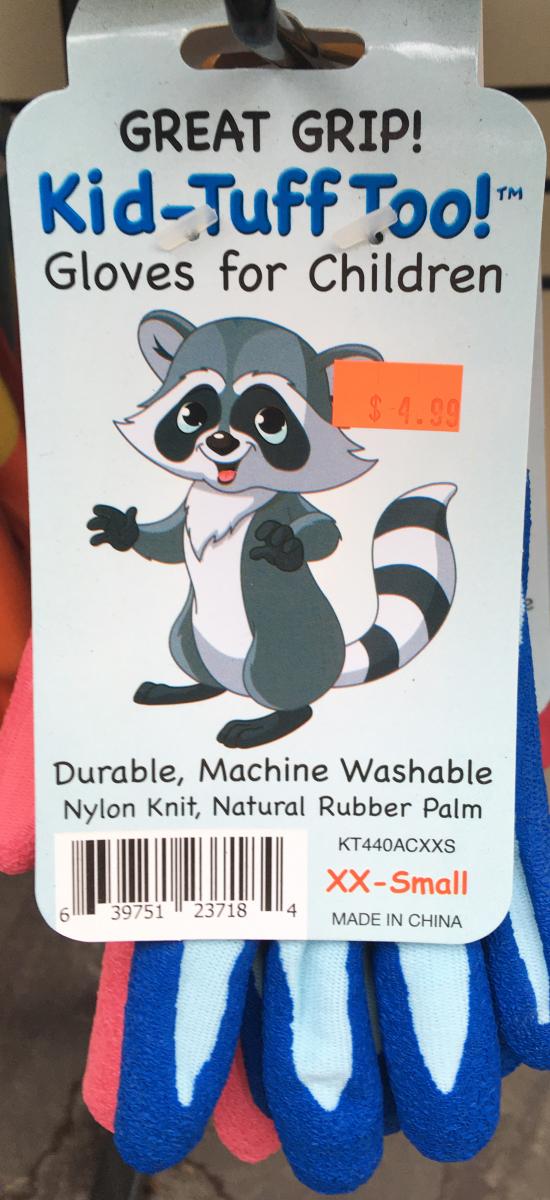 GREAT GRIP!
Kid-Tuff Too!™
Gloves for Children
$ 4.99
Durable, Machine Washable
Nylon Knit, Natural Rubber Palm
KT440ACXXS
XX-Small
MADE IN CHINA
6 39751 23718 4